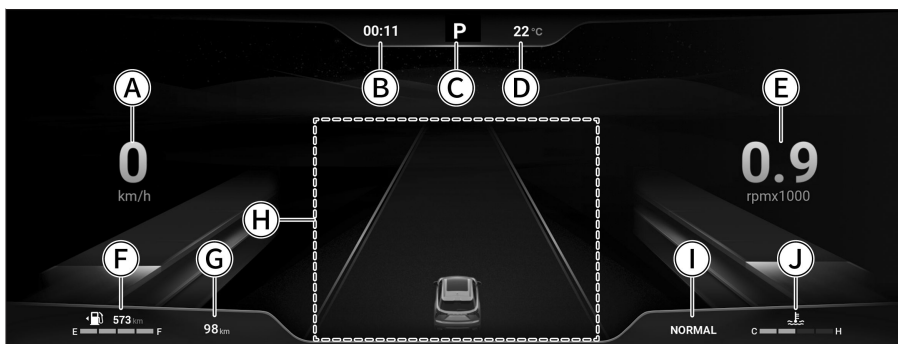 00:11 P 22 °C
B C D
A E
0 0.9
km/h rpmx1000
H
F G I J
573 km
E F 98 km NORMAL C H